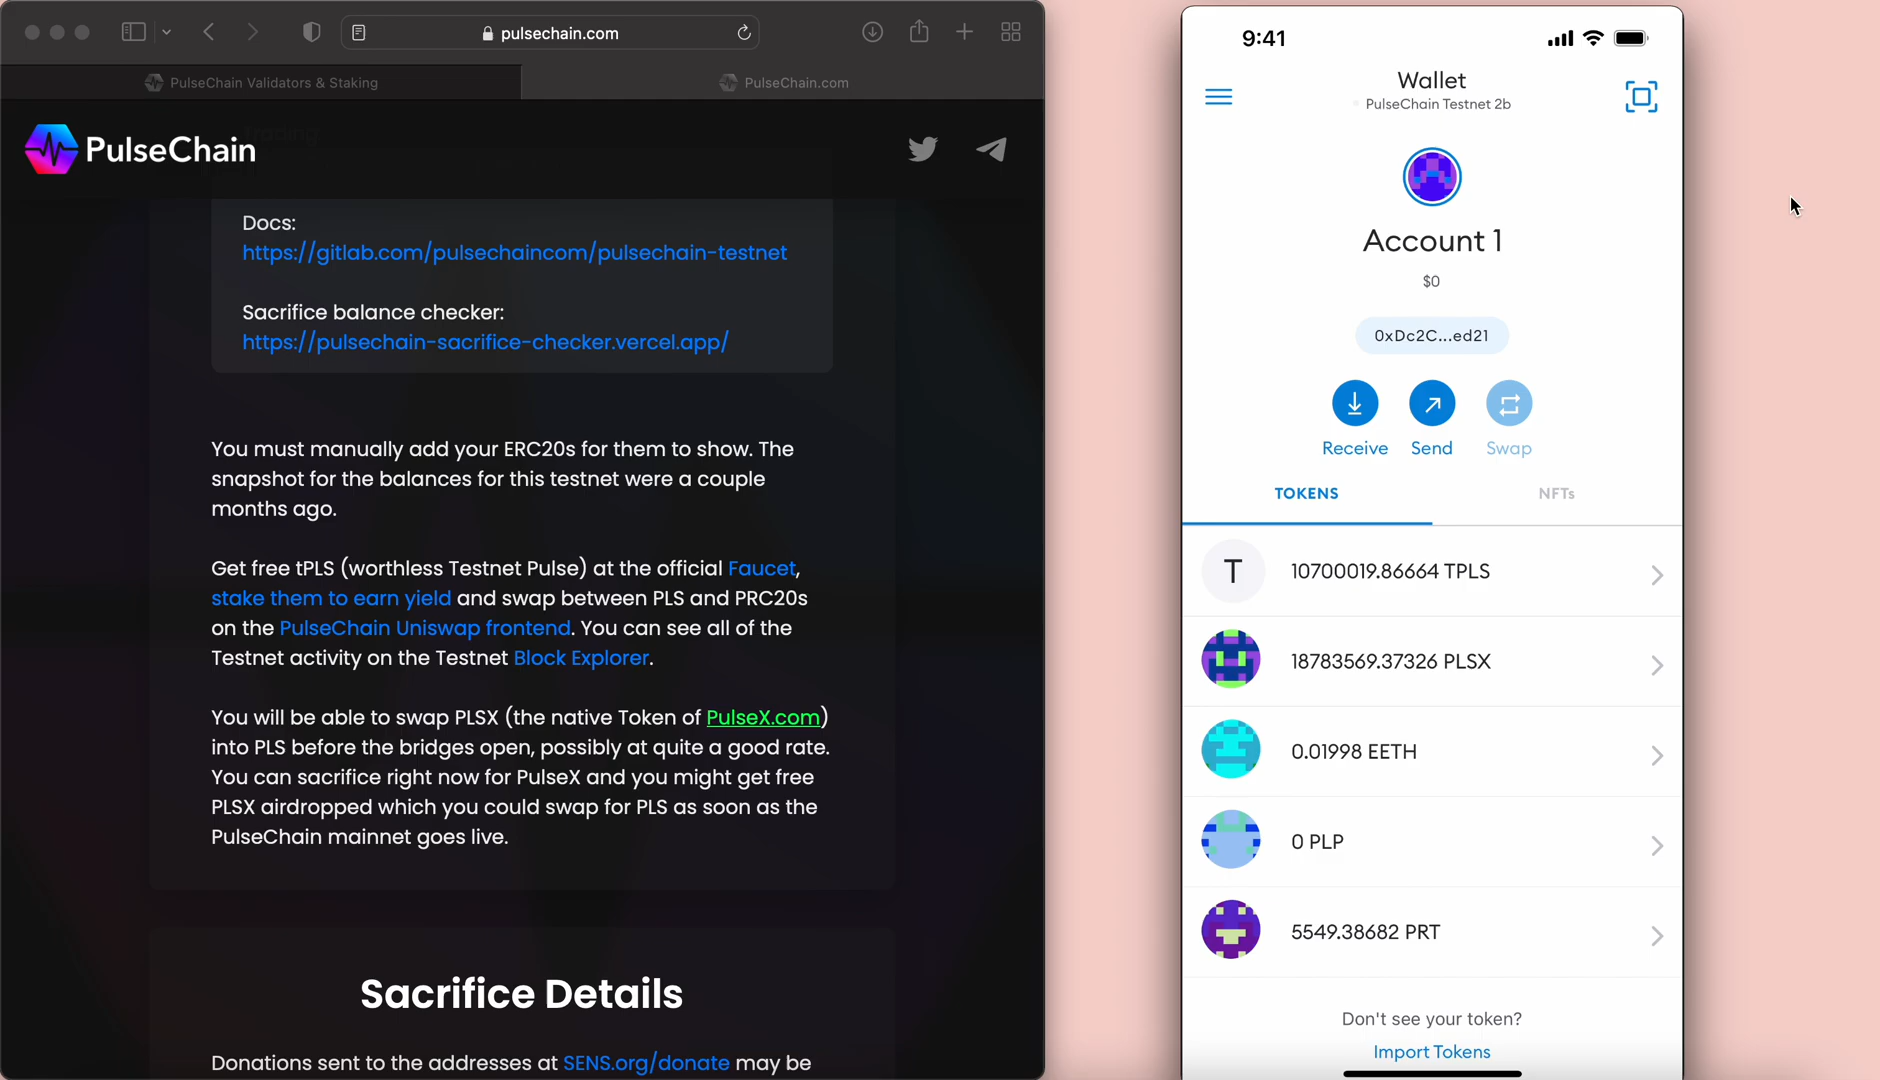 pulsechain.com
PulseChain Validators & Staking
PulseChain.com
PulseChain
Docs:
https://gitlab.com/pulsechaincom/pulsechain-testnet
Sacrifice balance checker:
https://pulsechain-sacrifice-checker.vercel.app/
You must manually add your ERC20s for them to show. The
snapshot for the balances for this testnet were a couple
months ago.
Get free tPLS (worthless Testnet Pulse) at the official Faucet,
stake them to earn yield and swap between PLS and PRC20s
on the PulseChain Uniswap frontend. You can see all of the
Testnet activity on the Testnet Block Explorer.
You will be able to swap PLSX (the native Token of PulseX.com)
into PLS before the bridges open, possibly at quite a good rate.
You can sacrifice right now for PulseX and you might get free
PLSX airdropped which you could swap for PLS as soon as the
PulseChain mainnet goes live.
Sacrifice Details
Donations sent to the addresses at SENS.org/donate may be
9:41
Wallet
PulseChain Testnet 2b
Account 1
$0
0xDc2C...ed21
Receive
Send
Swap
TOKENS
NFTs
T
10700019.86664 TPLS
18783569.37326 PLSX
0.01998 EETH
0 PLP
5549.38682 PRT
Don't see your token?
Import Tokens